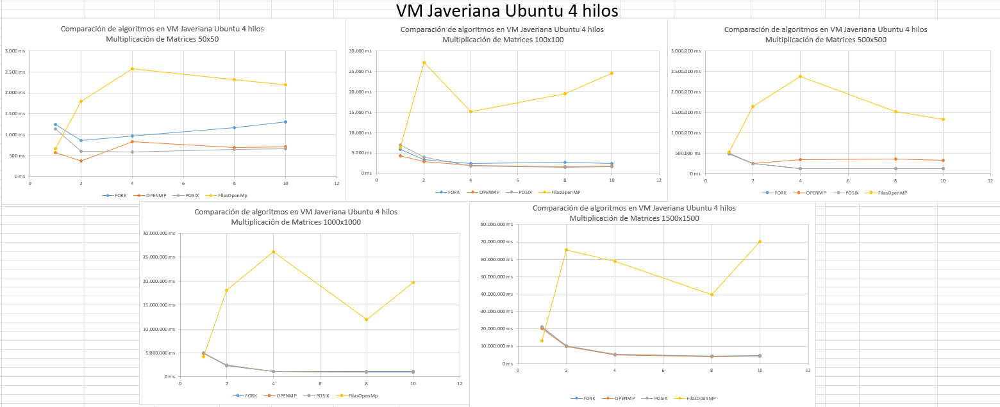 VM Javeriana Ubuntu 4 hilos
Comparación de algoritmos en VM Javeriana Ubuntu 4 hilos
Multiplicación de Matrices 50x50
3.000 ms
2.500 ms
2.000 ms
1.500 ms
1.000 ms
500 ms
0 ms
0 2 4 6 8 10 12
FORK OPENMP POSIX FilasOpenMp
Comparación de algoritmos en VM Javeriana Ubuntu 4 hilos
Multiplicación de Matrices 100x100
30.000 ms
25.000 ms
20.000 ms
15.000 ms
10.000 ms
5.000 ms
0 ms
0 2 4 6 8 10 12
FORK OPENMP POSIX FilasOpenMP
Comparación de algoritmos en VM Javeriana Ubuntu 4 hilos
Multiplicación de Matrices 500x500
3.000.000 ms
2.500.000 ms
2.000.000 ms
1.500.000 ms
1.000.000 ms
500.000 ms
0 ms
0 2 4 6 8 10 12
FORK OPENMP POSIX FilasOpenMP
Comparación de algoritmos en VM Javeriana Ubuntu 4 hilos
Multiplicación de Matrices 1000x1000
30.000.000 ms
25.000.000 ms
20.000.000 ms
15.000.000 ms
10.000.000 ms
5.000.000 ms
0 ms
0 2 4 6 8 10 12
FORK OPENMP POSIX FilasOpenMp
Comparación de algoritmos en VM Javeriana Ubuntu 4 hilos
Multiplicación de Matrices 1500x1500
80.000.000 ms
70.000.000 ms
60.000.000 ms
50.000.000 ms
40.000.000 ms
30.000.000 ms
20.000.000 ms
10.000.000 ms
0 ms
0 2 4 6 8 10 12
FORK OPENMP POSIX FilasOpenMP